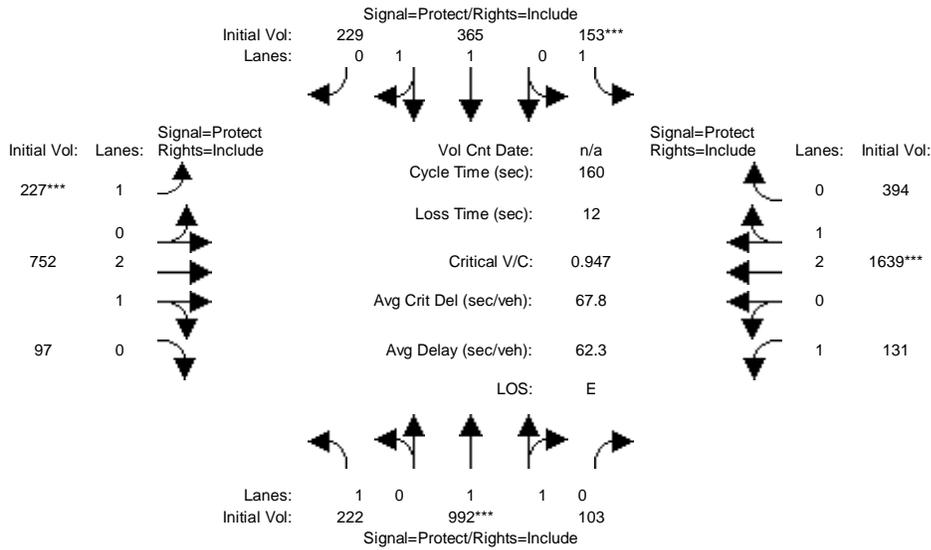 Signal=Protect/Rights=Include
Initial Vol: 229 365 153***
Lanes: 0 1 1 0 1
Signal=Protect
Initial Vol: Lanes: Rights=Include
Vol Cnt Date: n/a
Signal=Protect
Rights=Include Lanes: Initial Vol:
Cycle Time (sec): 160
227*** 1
0 394
Loss Time (sec): 12
0
1
752 2
Critical V/C: 0.947
2 1639***
1
Avg Crit Del (sec/veh): 67.8
0
97 0
Avg Delay (sec/veh): 62.3
1 131
LOS: E
Lanes: 1 0 1 1 0
Initial Vol: 222 992*** 103
Signal=Protect/Rights=Include